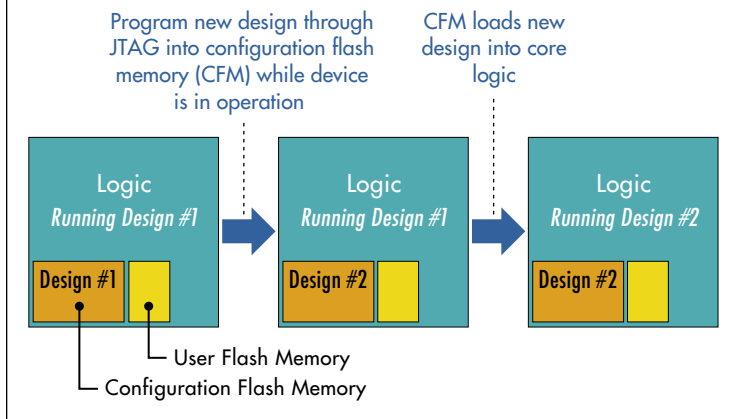 Program new design through
JTAG into configuration flash
memory (CFM) while device
is in operation
CFM loads new
design into core
logic
Logic
Running Design #1
Logic
Running Design #1
Logic
Running Design #2
Design #1
Design #2
Design #2
User Flash Memory
Configuration Flash Memory